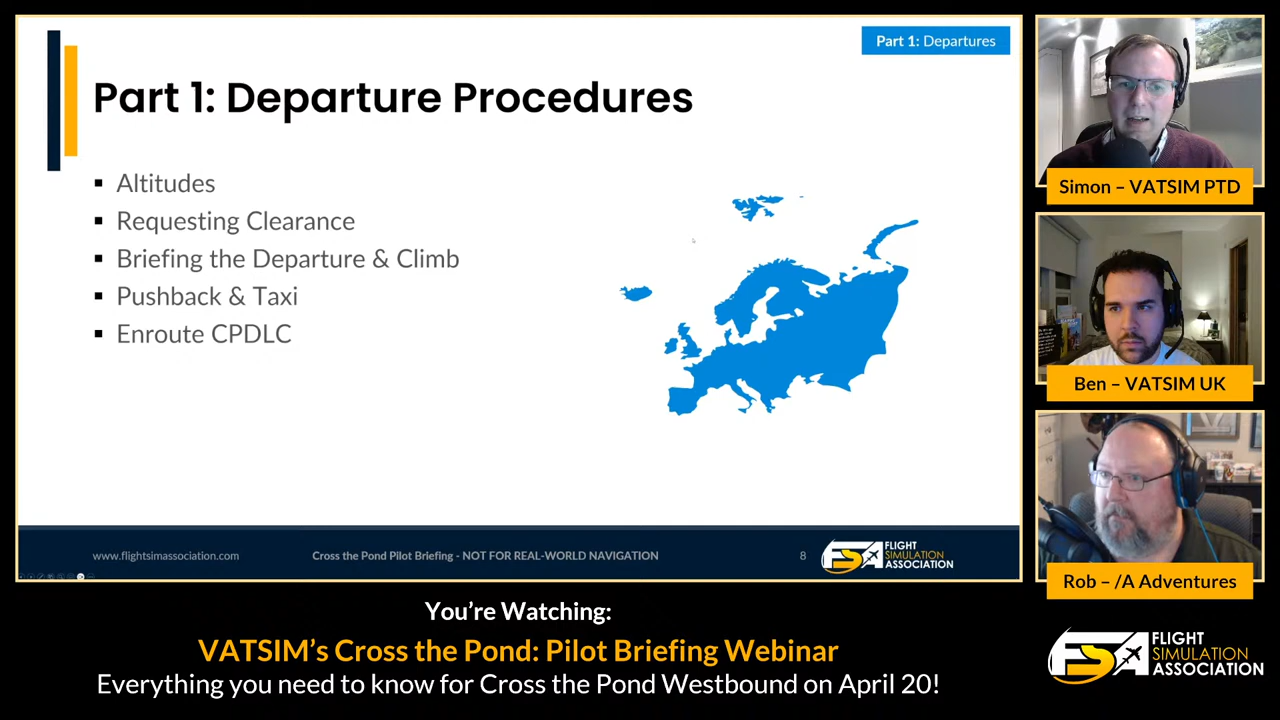 Part 1: Departures
Part 1: Departure Procedures
Altitudes
Requesting Clearance
Briefing the Departure & Climb
Pushback & Taxi
Enroute CPDLC
www.flightsimassociation.com
Cross the Pond Pilot Briefing - NOT FOR REAL-WORLD NAVIGATION
8
FSA
FLIGHT
SIMULATION
ASSOCIATION
Simon – VATSIM PTD
Ben – VATSIM UK
Rob – /A Adventures
You're Watching:
VATSIM's Cross the Pond: Pilot Briefing Webinar
Everything you need to know for Cross the Pond Westbound on April 20!
FSA
FLIGHT
SIMULATION
ASSOCIATION